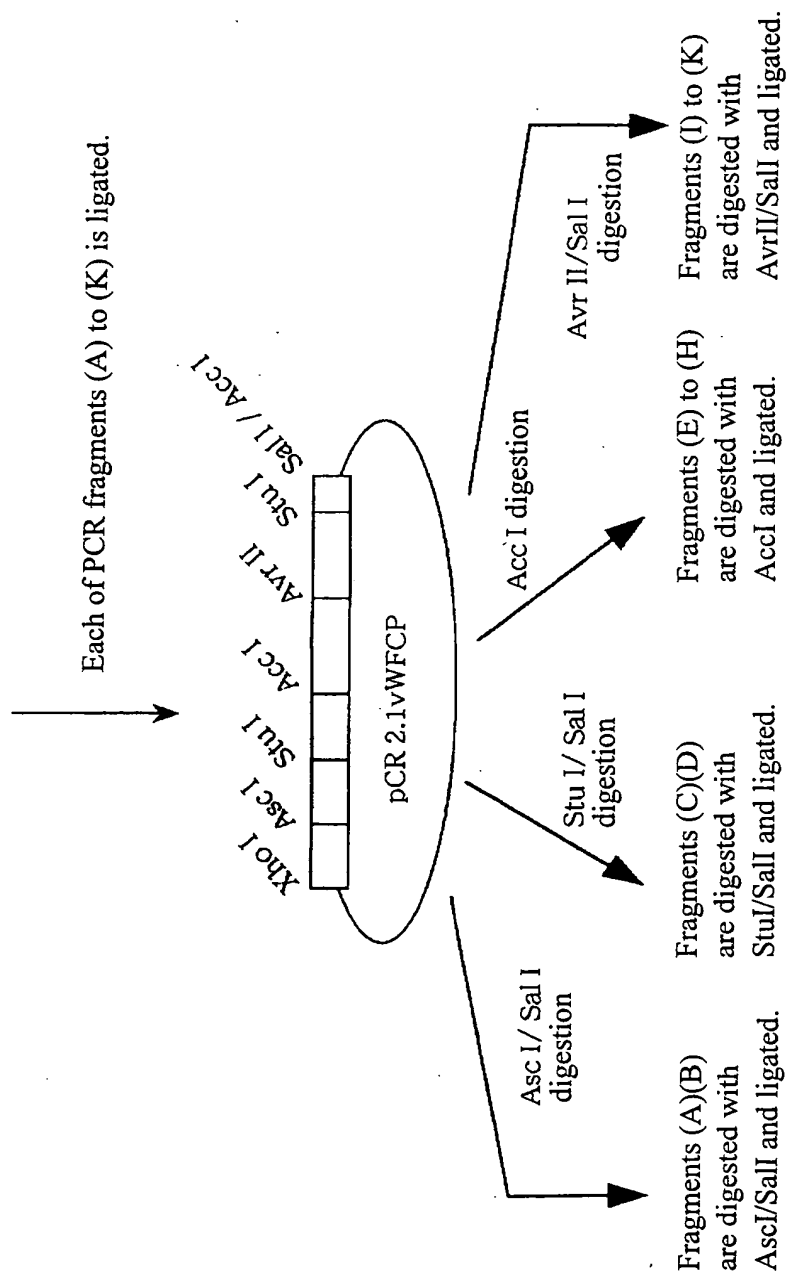 Each of PCR fragments (A) to (K) is ligated.
Xho I
Asc I
Stu I
Acc I
Avr II
Stu I
Sal I / Acc I
pCR 2.1vWFCP
Asc I/ Sal I
digestion
Stu I/ Sal I
digestion
Acc I digestion
Avr II/Sal I
digestion
Fragments (A)(B)
are digested with
AscI/SalI and ligated.
Fragments (C)(D)
are digested with
StuI/SalI and ligated.
Fragments (E) to (H)
are digested with
AccI and ligated.
Fragments (I) to (K)
are digested with
AvrII/SalI and ligated.